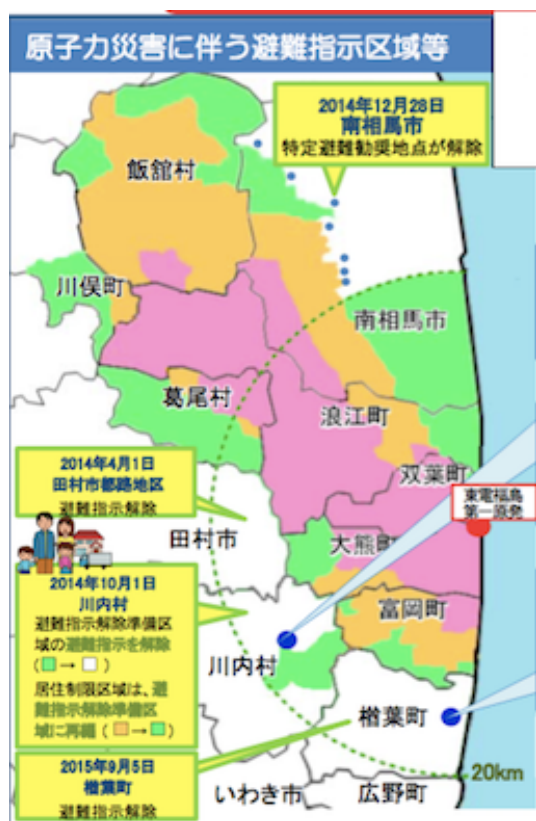 原子力災害に伴う避難指示区域等
2014年12月28日
南相馬市
特定避難勧奨地点が解除
飯舘村
川俣町
南相馬市
葛尾村
浪江町
2014年4月1日
田村市都路地区
避難指示解除
双葉町
東電福島
第一原発
田村市
大熊町
2014年10月1日
川内村
避難指示解除準備区
域の避難指示を解除
(□→□)
居住制限区域は、避
難指示解除準備区
域に再編(□→□)
富岡町
川内村
楢葉町
2015年9月5日
楢葉町
避難指示解除
20km
いわき市
広野町